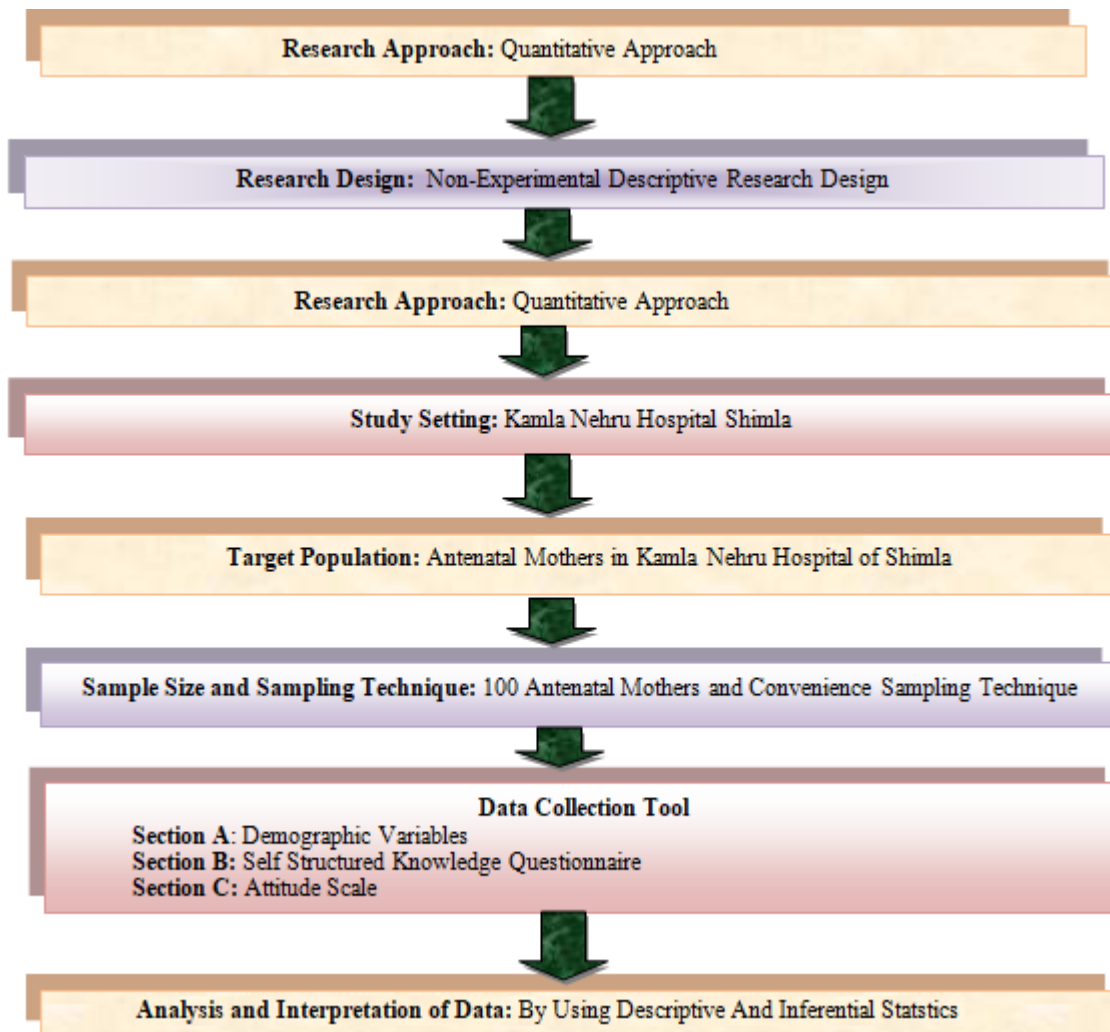 Research Approach: Quantitative Approach
Research Design: Non-Experimental Descriptive Research Design
Research Approach: Quantitative Approach
Study Setting: Kamla Nehru Hospital Shimla
Target Population: Antenatal Mothers in Kamla Nehru Hospital of Shimla
Sample Size and Sampling Technique: 100 Antenatal Mothers and Convenience Sampling Technique
Data Collection Tool
Section A: Demographic Variables
Section B: Self Structured Knowledge Questionnaire
Section C: Attitude Scale
Analysis and Interpretation of Data: By Using Descriptive And Inferential Statstics